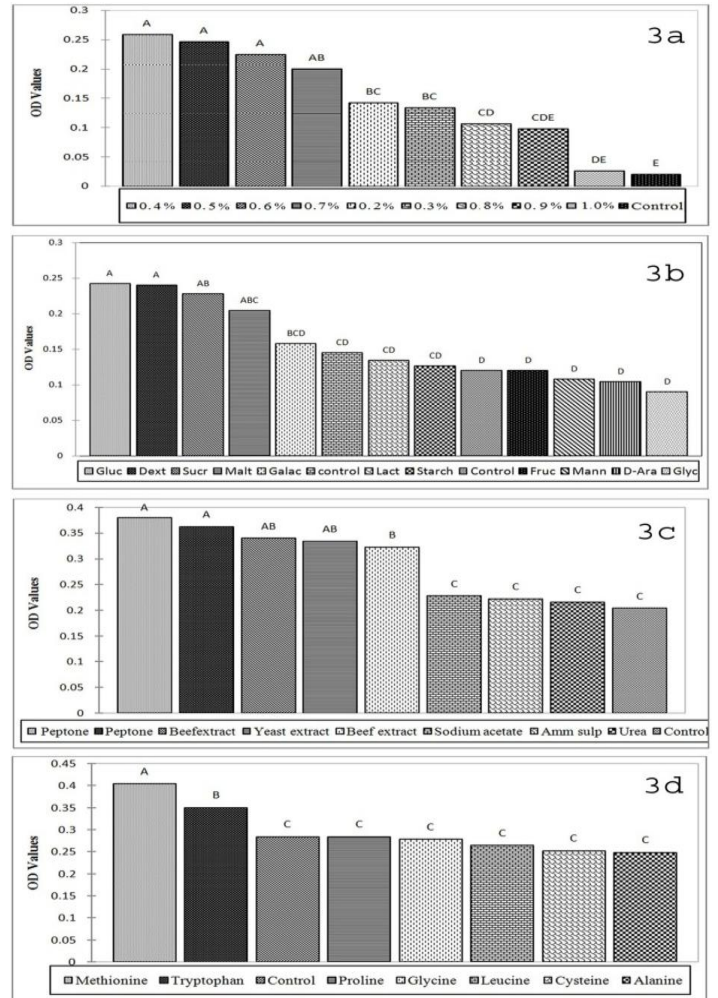 3a
0.3
0.25
0.2
0.15
0.1
0.05
0
OD Values
A A A AB BC BC CD CDE DE E
0.4% 0.5% 0.6% 0.7% 0.2% 0.3% 0.8% 0.9% 1.0% Control
3b
0.3
0.25
0.2
0.15
0.1
0.05
0
OD Values
A A AB ABC BCD CD CD CD D D D D D
Gluc Dext Sucr Malt Galac control Lact Starch Control Fruc Mann D-Ara Glyc
3c
0.4
0.35
0.3
0.25
0.2
0.15
0.1
0.05
0
OD Values
A A AB AB B C C C C
Peptone Peptone Beefextract Yeast extract Beef extract Sodium acetate Amm sulp Urea Control
3d
0.45
0.4
0.35
0.3
0.25
0.2
0.15
0.1
0.05
0
OD Values
A B C C C C C C
Methionine Tryptophan Control Proline Glycine Leucine Cysteine Alanine